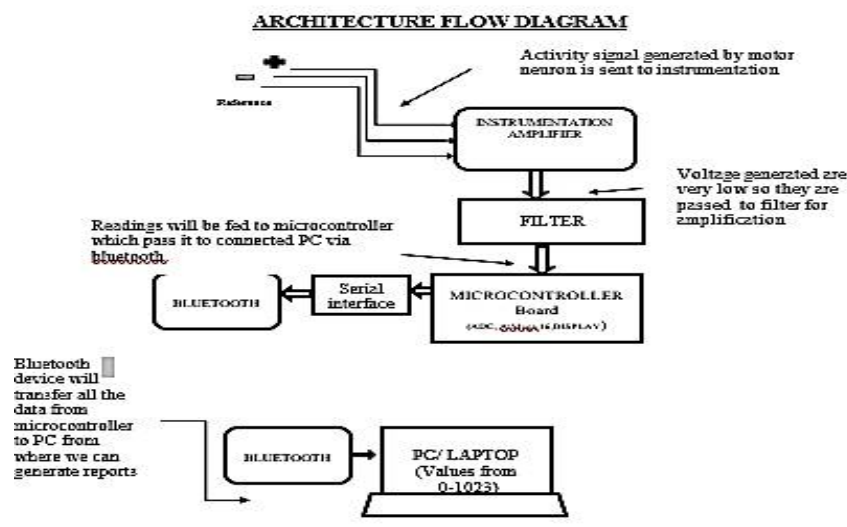 ARCHITECTURE FLOW DIAGRAM
+
Activity signal generated by motor
neuron is sent to instrumentation
-
Reference
INSTRUMENTATION
AMPLIFIER
Voltage generated are
very low so they are
passed to filter for
amplification
FILTER
Readings will be fed to microcontroller
which pass it to connected PC via
bluetooth
BLUETOOTH
Serial
interface
MICROCONTROLLER
Board
(ADC, 16,DISPLAY)
Bluetooth
device will
transfer all the
data from
microcontroller
to PC from
where we can
generate reports
BLUETOOTH
PC/ LAPTOP
(Values from
0-1023)